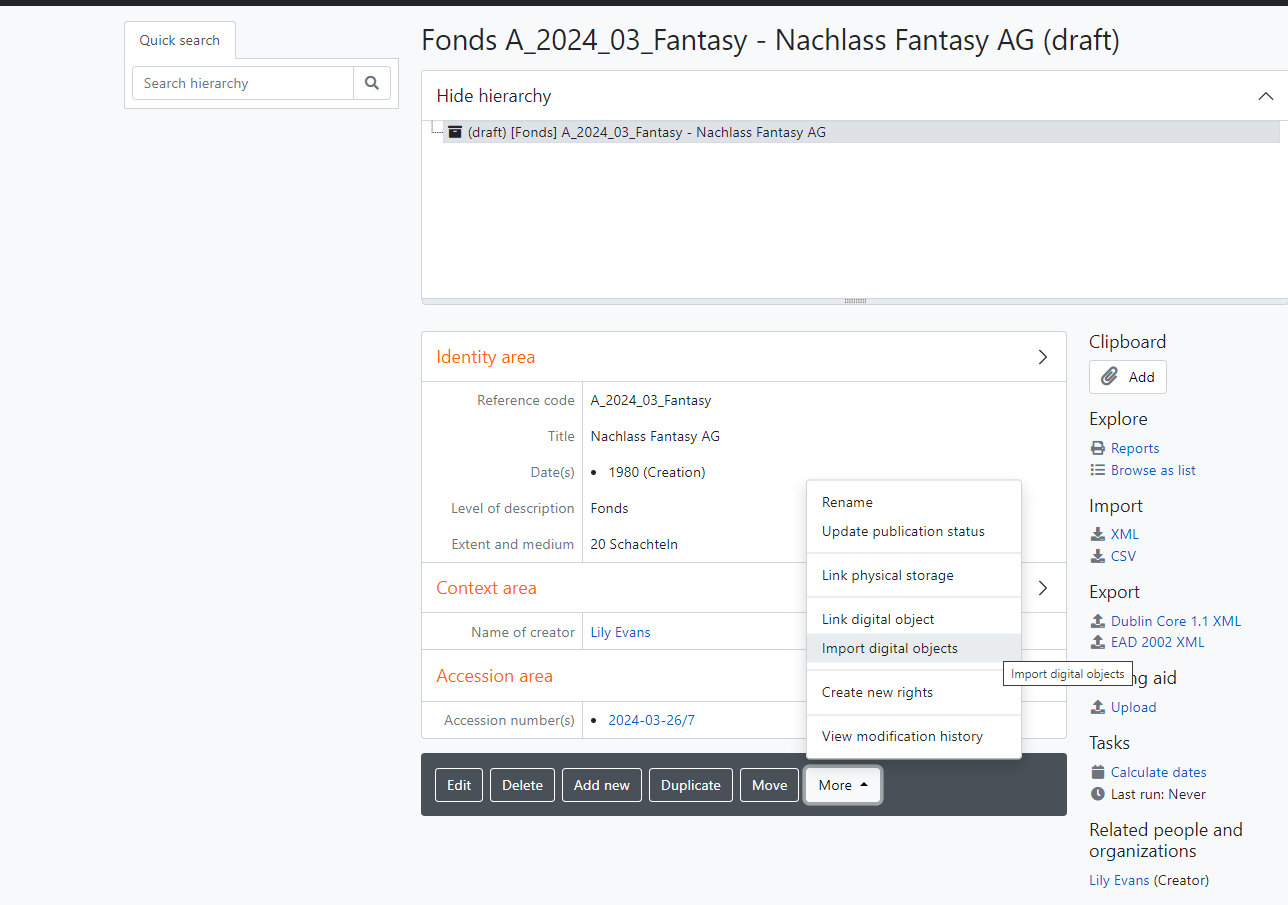 Quick search
Search hierarchy
Fonds A_2024_03_Fantasy - Nachlass Fantasy AG (draft)
Hide hierarchy
(draft) [Fonds] A_2024_03_Fantasy - Nachlass Fantasy AG
Identity area
Reference code A_2024_03_Fantasy
Title Nachlass Fantasy AG
Date(s) • 1980 (Creation)
Level of description Fonds
Extent and medium 20 Schachteln
Context area
Name of creator Lily Evans
Accession area
Accession number(s) • 2024-03-26/7
Rename
Update publication status
Link physical storage
Link digital object
Import digital objects
Create new rights
View modification history
Import digital objects
Edit Delete Add new Duplicate Move More
Clipboard
Add
Explore
Reports
Browse as list
Import
XML
CSV
Export
Dublin Core 1.1 XML
EAD 2002 XML
aid
Upload
Tasks
Calculate dates
Last run: Never
Related people and
organizations
Lily Evans (Creator)